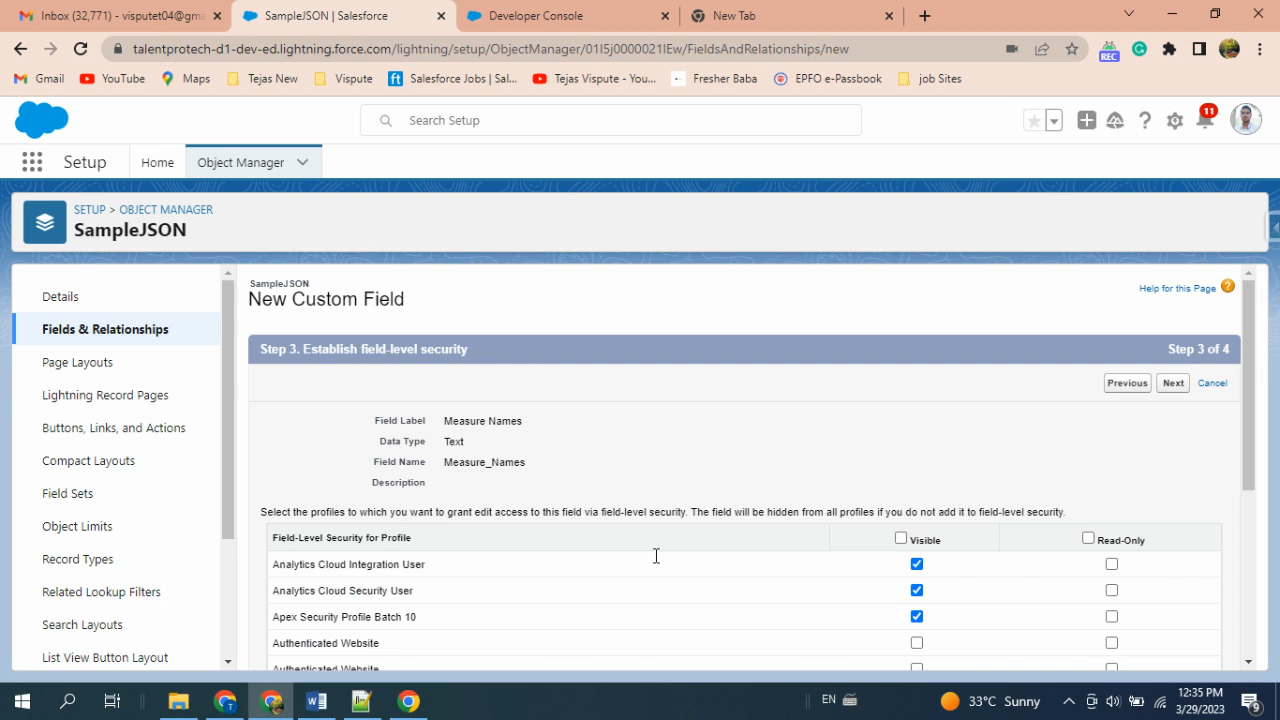 Inbox (32,771) - visputet04@gma
SampleJSON | Salesforce
Developer Console
New Tab
talentprotech-d1-dev-ed.lightning.force.com/lightning/setup/ObjectManager/01I5j0000021IEw/FieldsAndRelationships/new
REC
Gmail
YouTube
Maps
Tejas New
Vispute
ft
Salesforce Jobs | Sal...
Tejas Vispute - You...
Fresher Baba
EPFO e-Passbook
job Sites
Search Setup
11
Setup
Home
Object Manager
SETUP > OBJECT MANAGER
SampleJSON
Details
Fields & Relationships
Page Layouts
Lightning Record Pages
Buttons, Links, and Actions
Compact Layouts
Field Sets
Object Limits
Record Types
Related Lookup Filters
Search Layouts
List View Button Layout
SampleJSON
New Custom Field
Help for this Page
Step 3. Establish field-level security
Step 3 of 4
Previous
Next
Cancel
Field Label Measure Names
Data Type Text
Field Name Measure_Names
Description
Select the profiles to which you want to grant edit access to this field via field-level security. The field will be hidden from all profiles if you do not add it to field-level security.
Field-Level Security for Profile
Visible
Read-Only
Analytics Cloud Integration User
Analytics Cloud Security User
Apex Security Profile Batch 10
Authenticated Website
Authenticated Website
EN
33°C Sunny
12:35 PM
3/29/2023
9